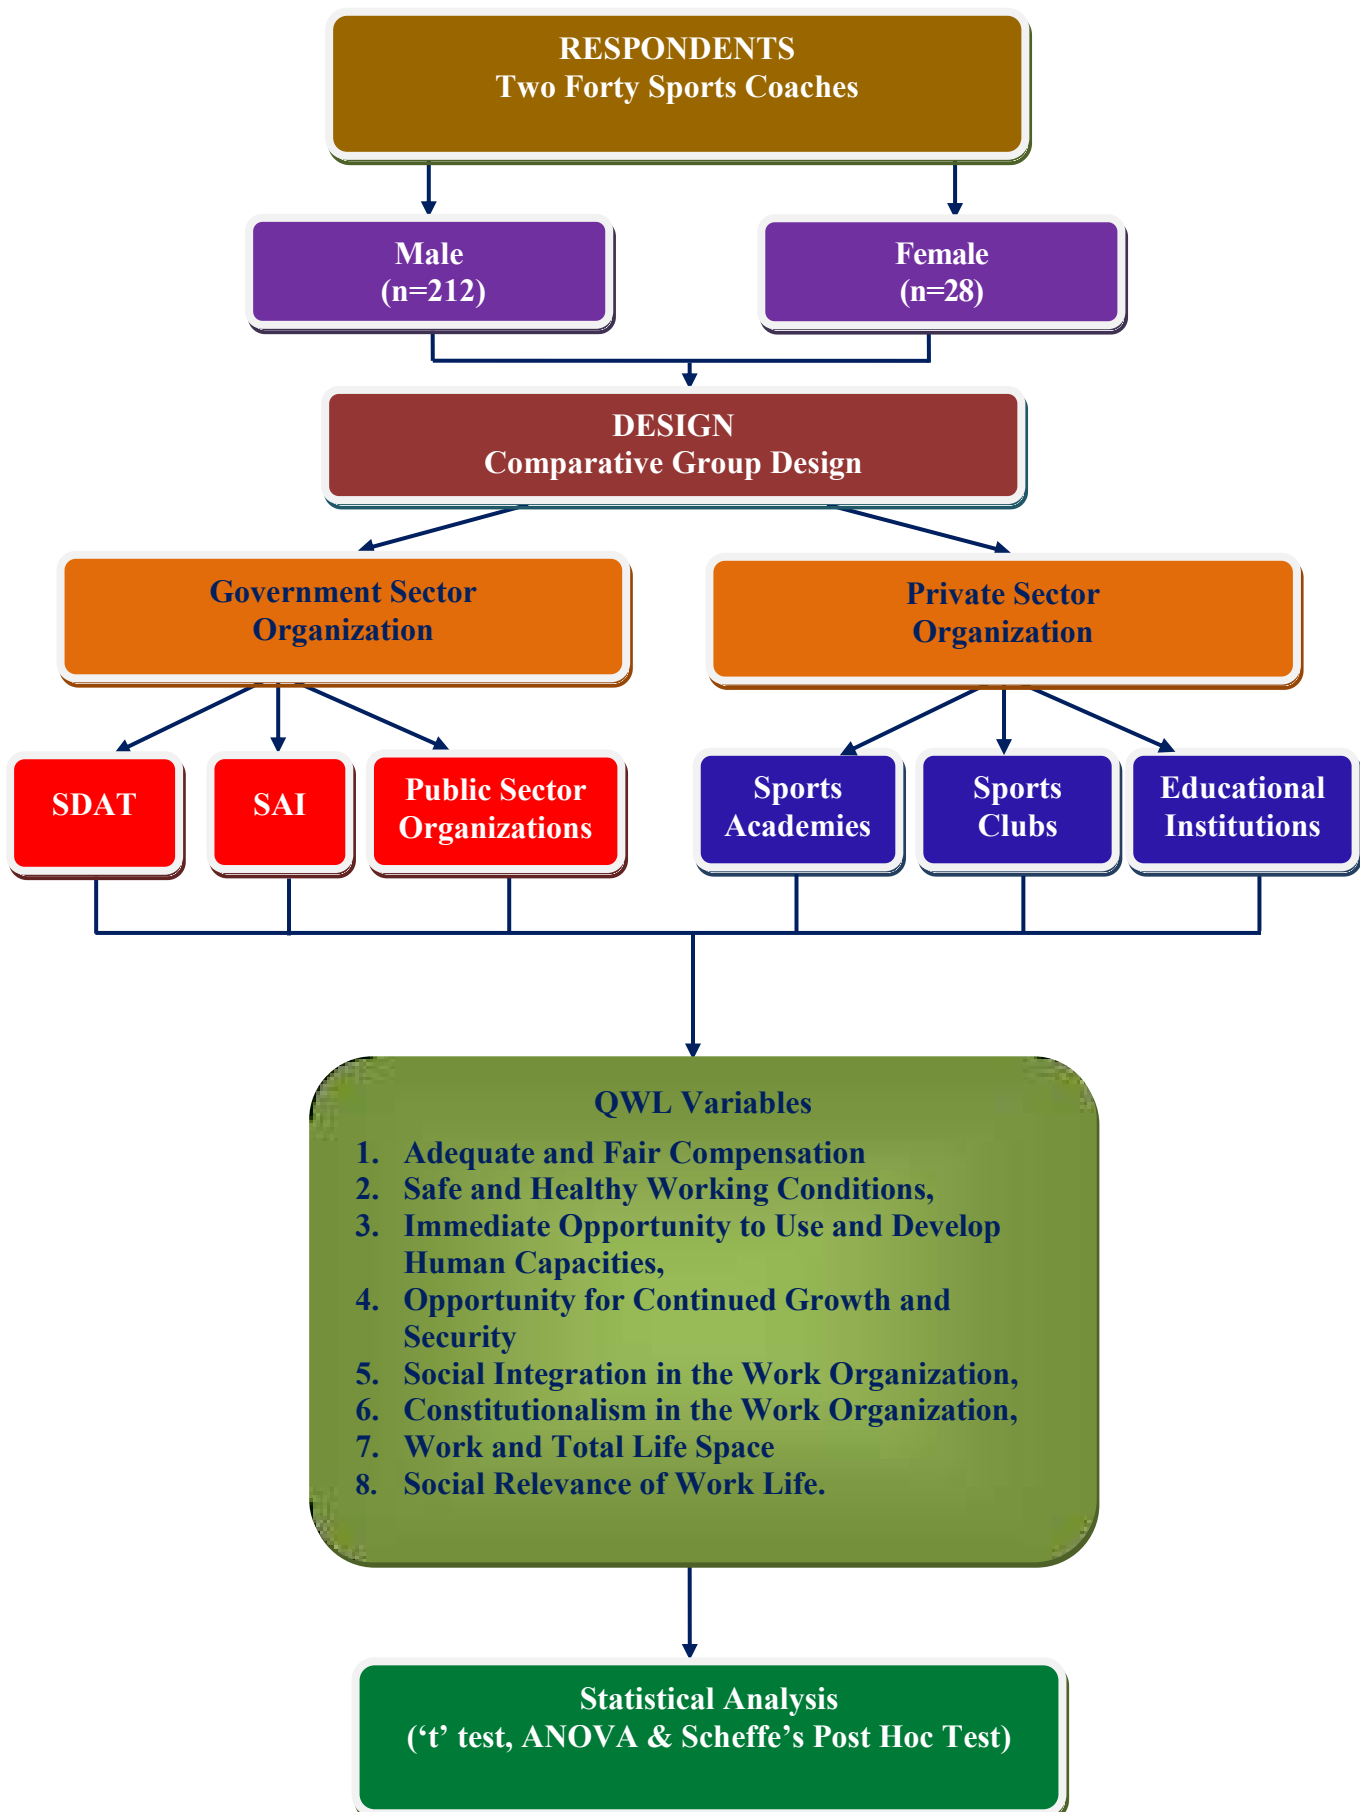 RESPONDENTS
Two Forty Sports Coaches
Male
(n=212)
Female
(n=28)
DESIGN
Comparative Group Design
Government Sector
Organization
Private Sector
Organization
SDAT
SAI
Public Sector
Organizations
Sports
Academies
Sports
Clubs
Educational
Institutions
QWL Variables
1. Adequate and Fair Compensation
2. Safe and Healthy Working Conditions,
3. Immediate Opportunity to Use and Develop
Human Capacities,
4. Opportunity for Continued Growth and
Security
5. Social Integration in the Work Organization,
6. Constitutionalism in the Work Organization,
7. Work and Total Life Space
8. Social Relevance of Work Life.
Statistical Analysis
(‘t’ test, ANOVA & Scheffe’s Post Hoc Test)